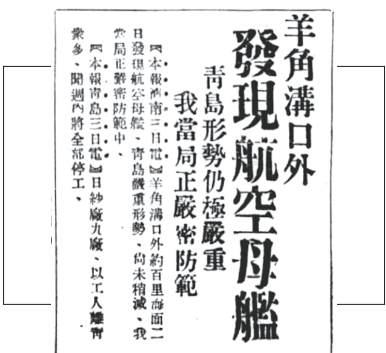 羊角溝口外
發現航空母艦
青島形勢仍極嚴重
我當局正嚴密防範
【本報濟南三日電】羊角溝口外約百里海面二
日發現航空母艦、青島嚴重形勢、尚未稍減、我
當局正嚴密防範中、
【本報青島三日電】日紗廠九廠、以工人離青
衆多、聞週內將全部停工、